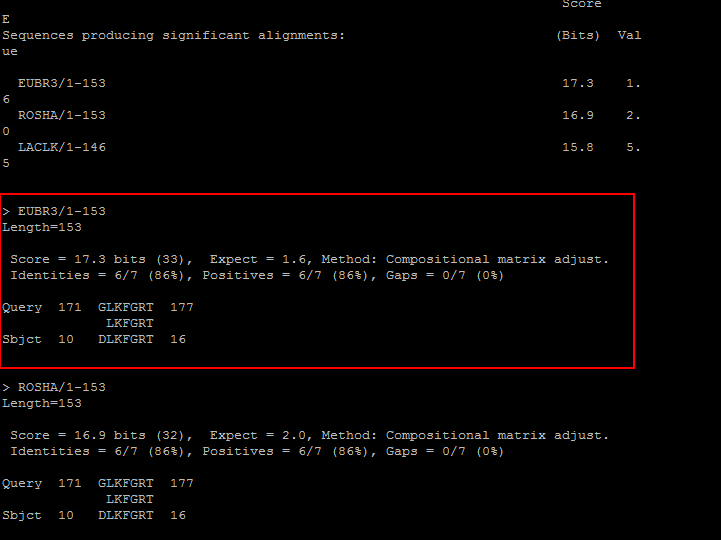 Score
E
Sequences producing significant alignments: (Bits) Val
ue
EUBR3/1-153 17.3 1.
6
ROSHA/1-153 16.9 2.
0
LACLK/1-146 15.8 5.
5
> EUBR3/1-153
Length=153
Score = 17.3 bits (33), Expect = 1.6, Method: Compositional matrix adjust.
Identities = 6/7 (86%), Positives = 6/7 (86%), Gaps = 0/7 (0%)
Query 171 GLKFGRT 177
LKFGRT
Sbjct 10 DLKFGRT 16
> ROSHA/1-153
Length=153
Score = 16.9 bits (32), Expect = 2.0, Method: Compositional matrix adjust.
Identities = 6/7 (86%), Positives = 6/7 (86%), Gaps = 0/7 (0%)
Query 171 GLKFGRT 177
LKFGRT
Sbjct 10 DLKFGRT 16